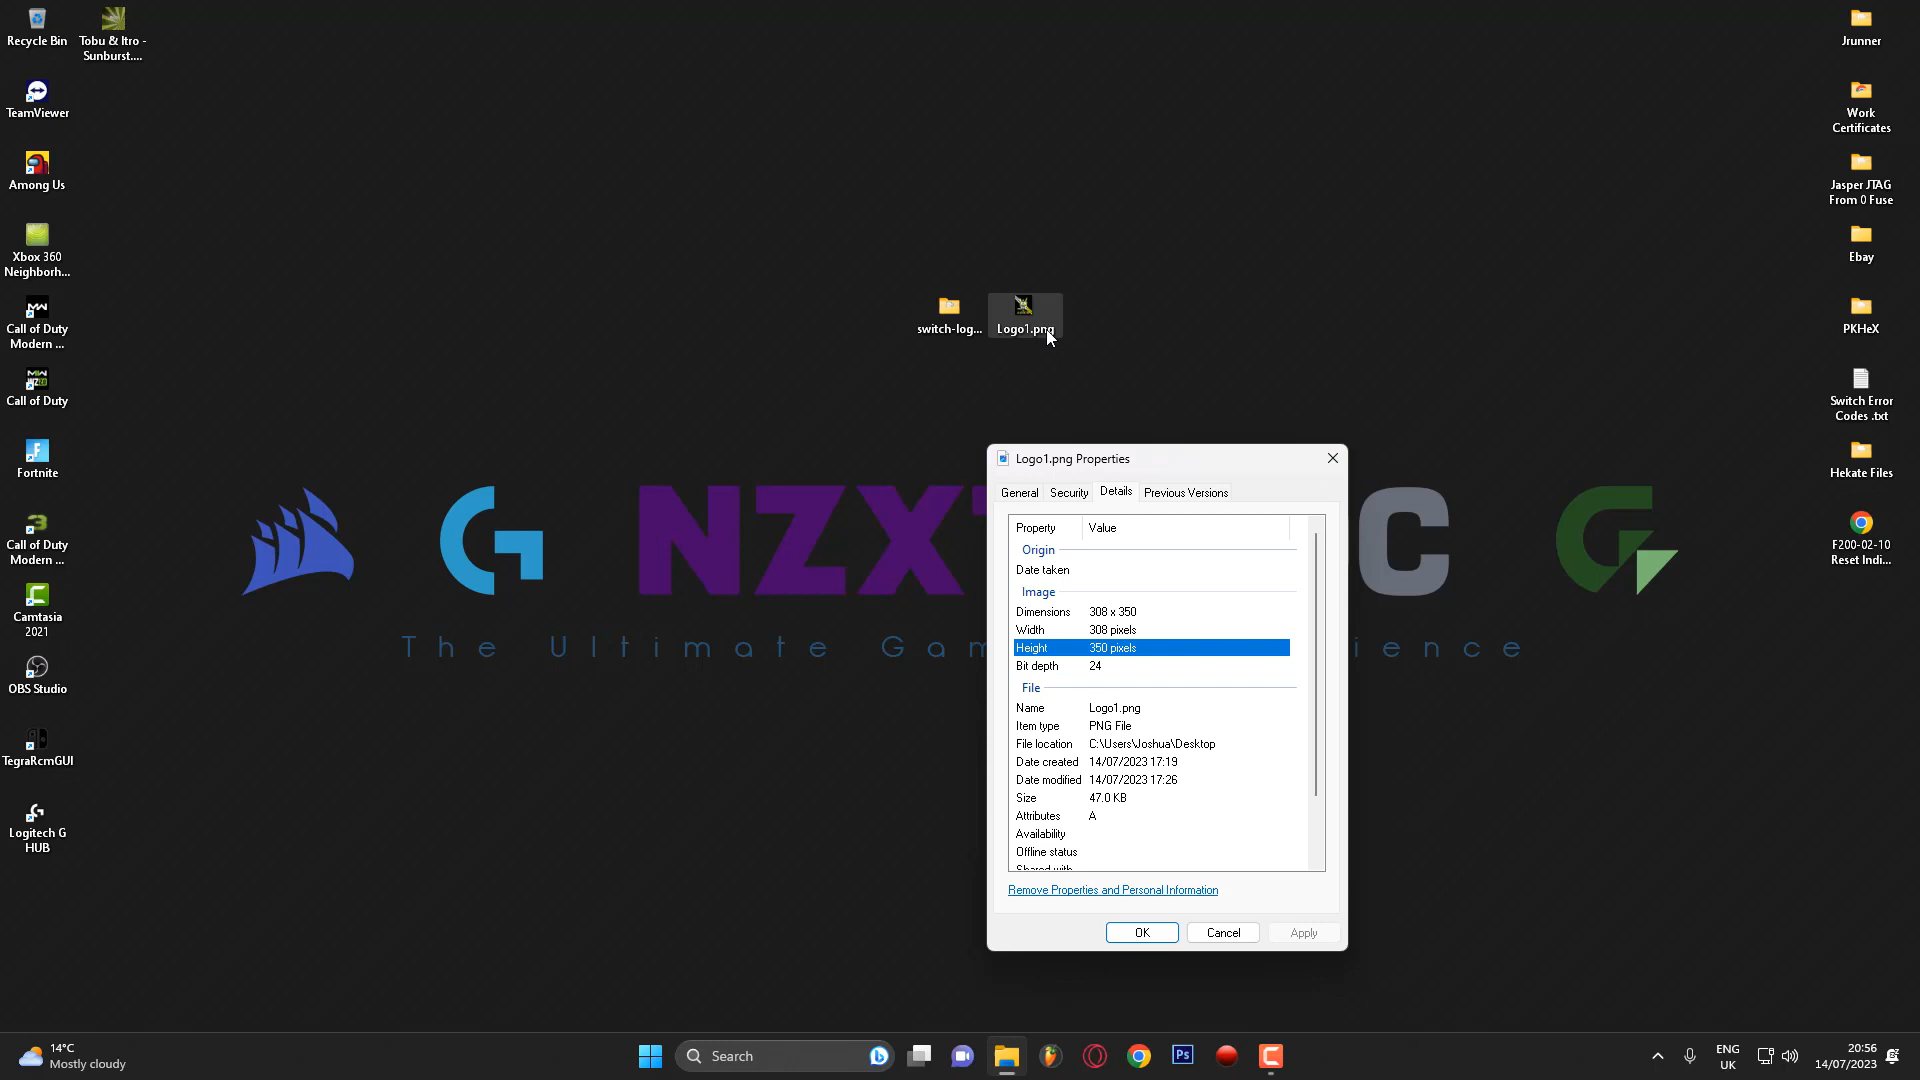 Recycle Bin
Tobu & Itro -
Sunburst....
TeamViewer
Among Us
Xbox 360
Neighborh...
Call of Duty
Modern ...
Call of Duty
Fortnite
Call of Duty
Modern ...
Camtasia
2021
OBS Studio
TegraRcmGUI
Logitech G
HUB
switch-log...
Logo1.png
Jrunner
Work
Certificates
Jasper JTAG
From 0 Fuse
Ebay
PKHeX
Switch Error
Codes .txt
Hekate Files
F200-02-10
Reset Indi...
NZX
C
The Ultimate Gam
ience
Logo1.png Properties
General Security Details Previous Versions
Property Value
Origin
Date taken
Image
Dimensions 308 x 350
Width 308 pixels
Height 350 pixels
Bit depth 24
File
Name Logo1.png
Item type PNG File
File location C:\Users\Joshua\Desktop
Date created 14/07/2023 17:19
Date modified 14/07/2023 17:26
Size 47.0 KB
Attributes A
Availability
Offline status
Shared with
Remove Properties and Personal Information
OK Cancel Apply
14°C
Mostly cloudy
Search
Ps
ENG
UK
20:56
14/07/2023